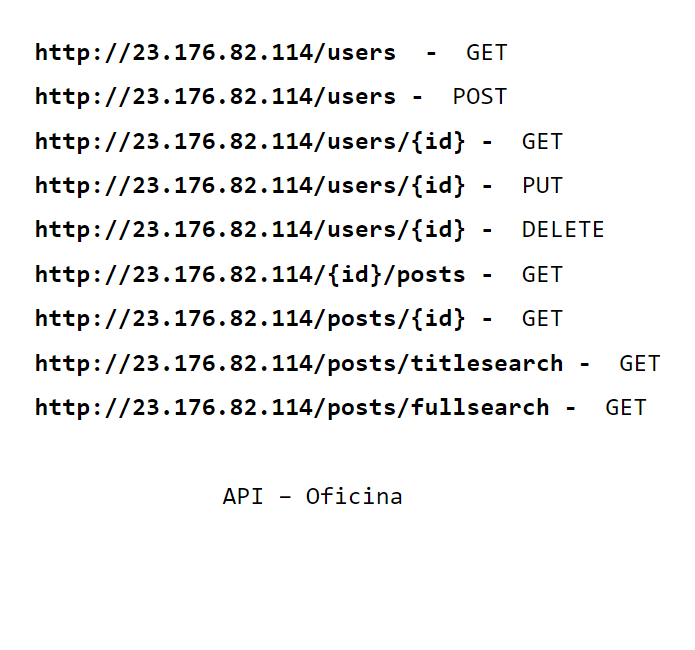 http://23.176.82.114/users - GET
http://23.176.82.114/users - POST
http://23.176.82.114/users/{id} - GET
http://23.176.82.114/users/{id} - PUT
http://23.176.82.114/users/{id} - DELETE
http://23.176.82.114/{id}/posts - GET
http://23.176.82.114/posts/{id} - GET
http://23.176.82.114/posts/titlesearch - GET
http://23.176.82.114/posts/fullsearch - GET
API – Oficina